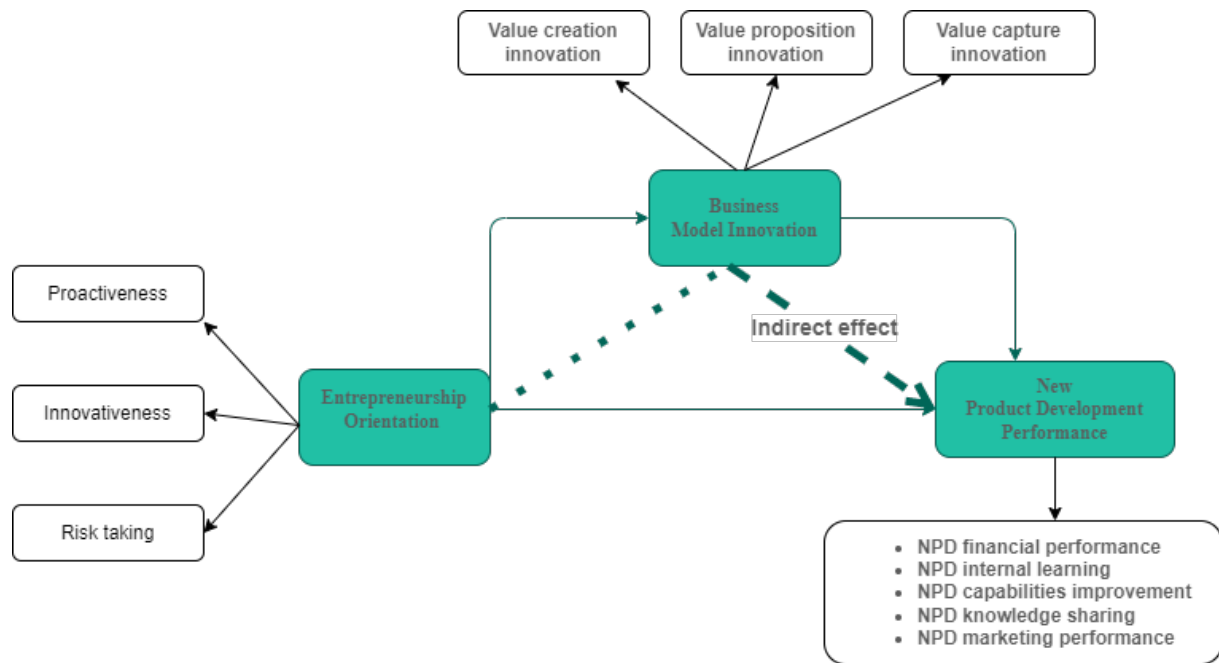 Value creation
innovation
Value proposition
innovation
Value capture
innovation
Business
Model Innovation
Proactiveness
Indirect effect
Innovativeness
Entrepreneurship
Orientation
New
Product Development
Performance
Risk taking
• NPD financial performance
• NPD internal learning
• NPD capabilities improvement
• NPD knowledge sharing
• NPD marketing performance